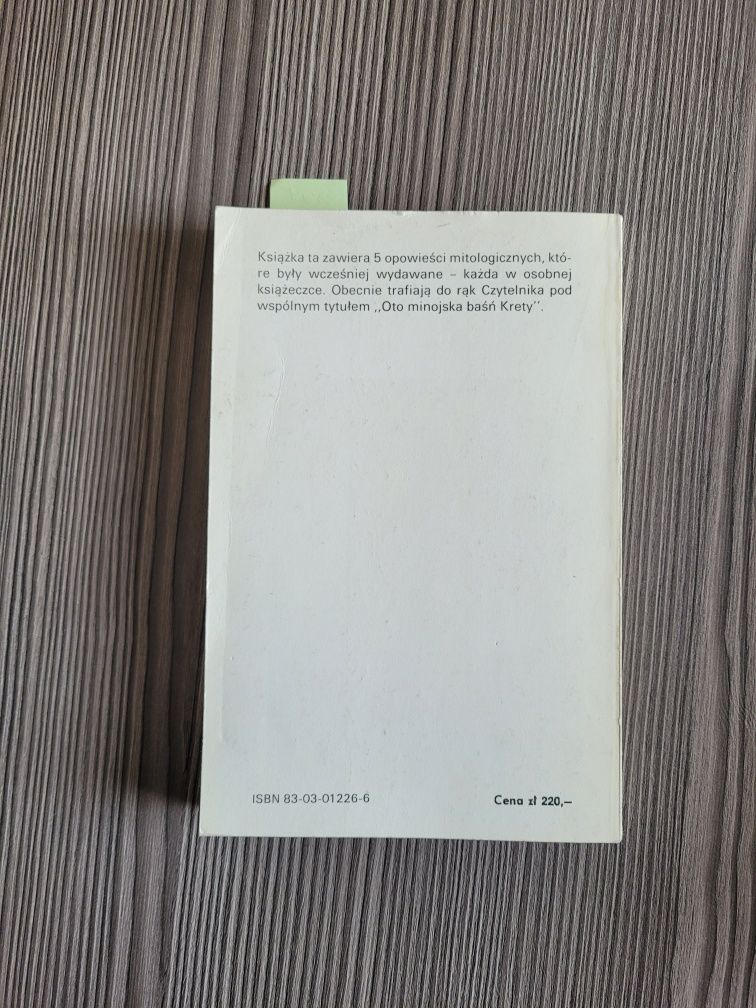 Książka ta zawiera 5 opowieści mitologicznych, któ-
re były wcześniej wydawane – każda w osobnej
książeczce. Obecnie trafiają do rąk Czytelnika pod
wspólnym tytułem ,,Oto minojska baśń Krety''.
ISBN 83-03-01226-6
Cena zł 220,–